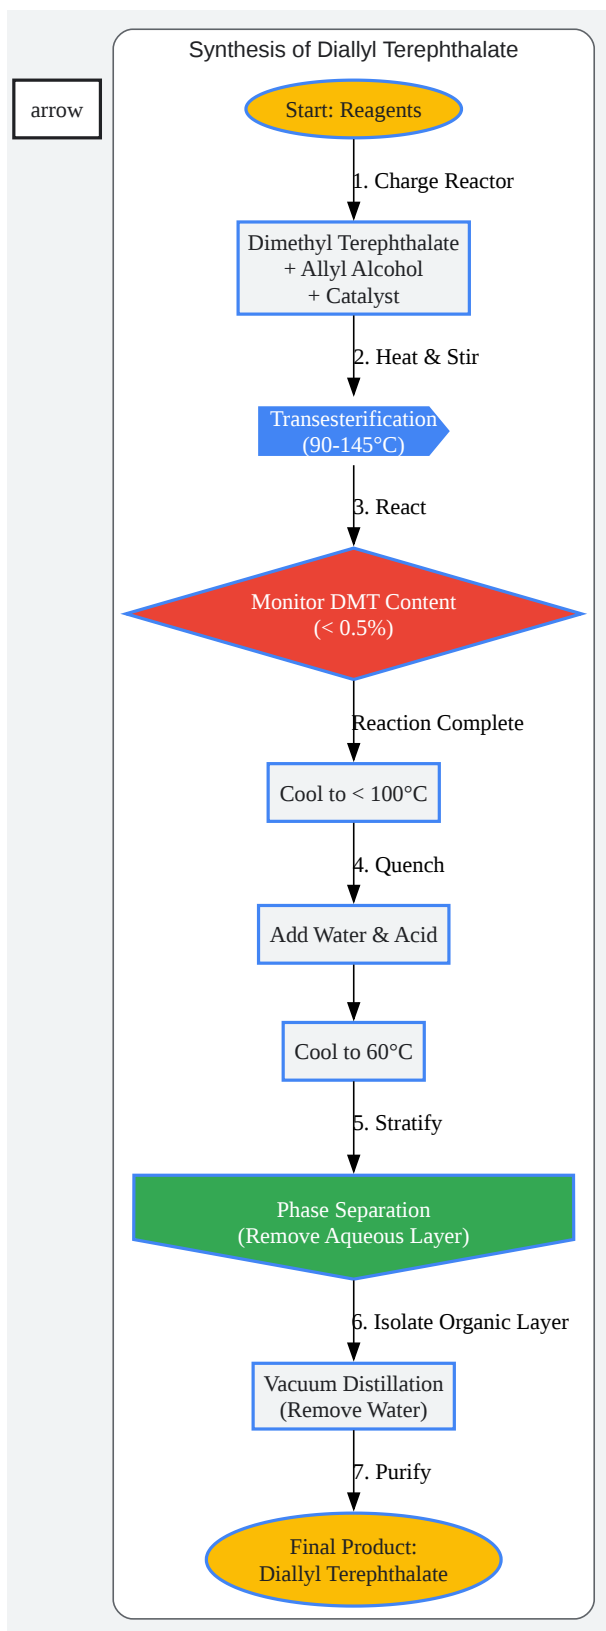 Synthesis of Diallyl Terephthalate
arrow
Start: Reagents
1. Charge Reactor
Dimethyl Terephthalate
+ Allyl Alcohol
+ Catalyst
2. Heat & Stir
Transesterification
(90-145°C)
3. React
Monitor DMT Content
(< 0.5%)
Reaction Complete
Cool to < 100°C
4. Quench
Add Water & Acid
Cool to 60°C
5. Stratify
Phase Separation
(Remove Aqueous Layer)
6. Isolate Organic Layer
Vacuum Distillation
(Remove Water)
7. Purify
Final Product:
Diallyl Terephthalate